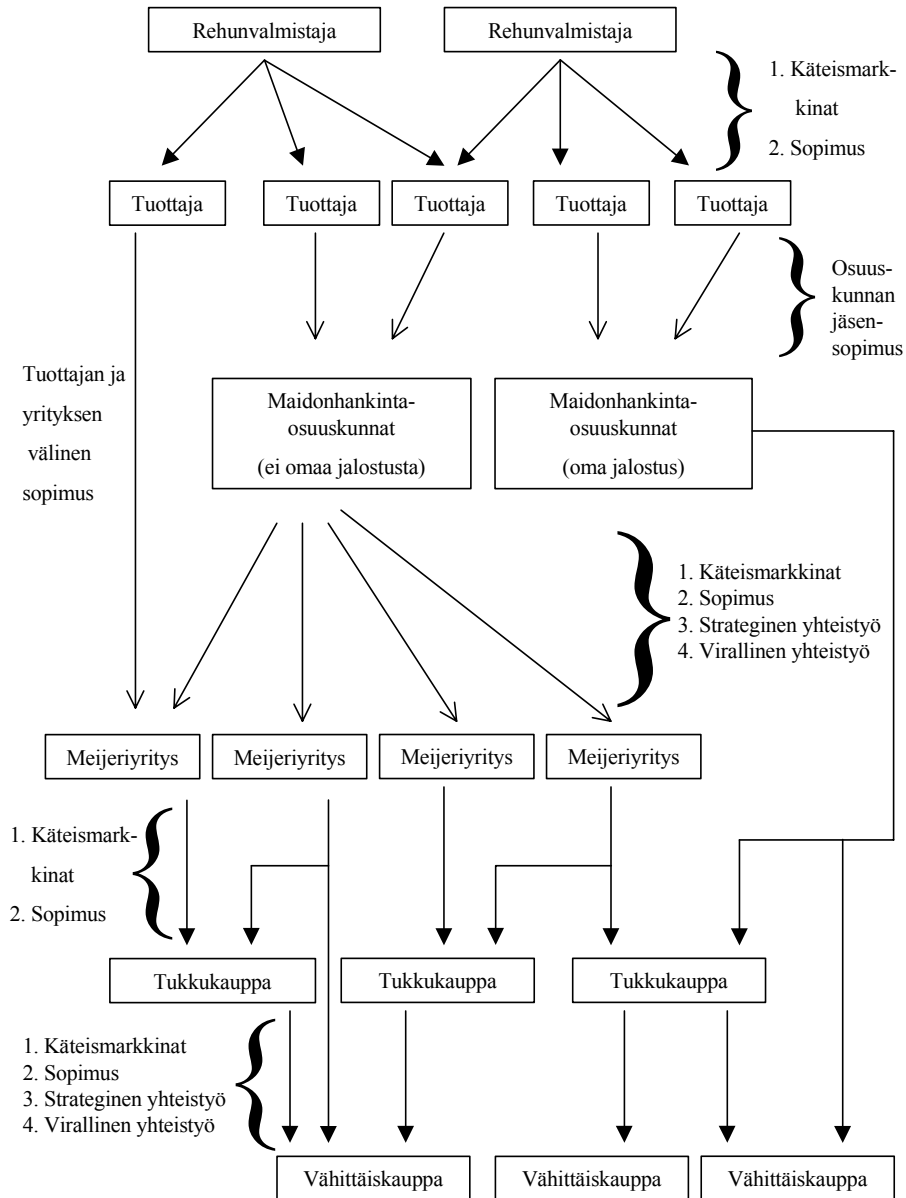 Rehunvalmistaja
Rehunvalmistaja
1. Käteismark-
kinat
2. Sopimus
Tuottaja
Tuottaja
Tuottaja
Tuottaja
Tuottaja
Osuus-
kunnan
jäsen-
sopimus
Tuottajan ja
yrityksen
välinen
sopimus
Maidonhankinta-
osuuskunnat
(ei omaa jalostusta)
Maidonhankinta-
osuuskunnat
(oma jalostus)
1. Käteismarkkinat
2. Sopimus
3. Strateginen yhteistyö
4. Virallinen yhteistyö
Meijeriyritys
Meijeriyritys
Meijeriyritys
Meijeriyritys
1. Käteismark-
kinat
2. Sopimus
Tukkukauppa
Tukkukauppa
Tukkukauppa
1. Käteismarkkinat
2. Sopimus
3. Strateginen yhteistyö
4. Virallinen yhteistyö
Vähittäiskauppa
Vähittäiskauppa
Vähittäiskauppa